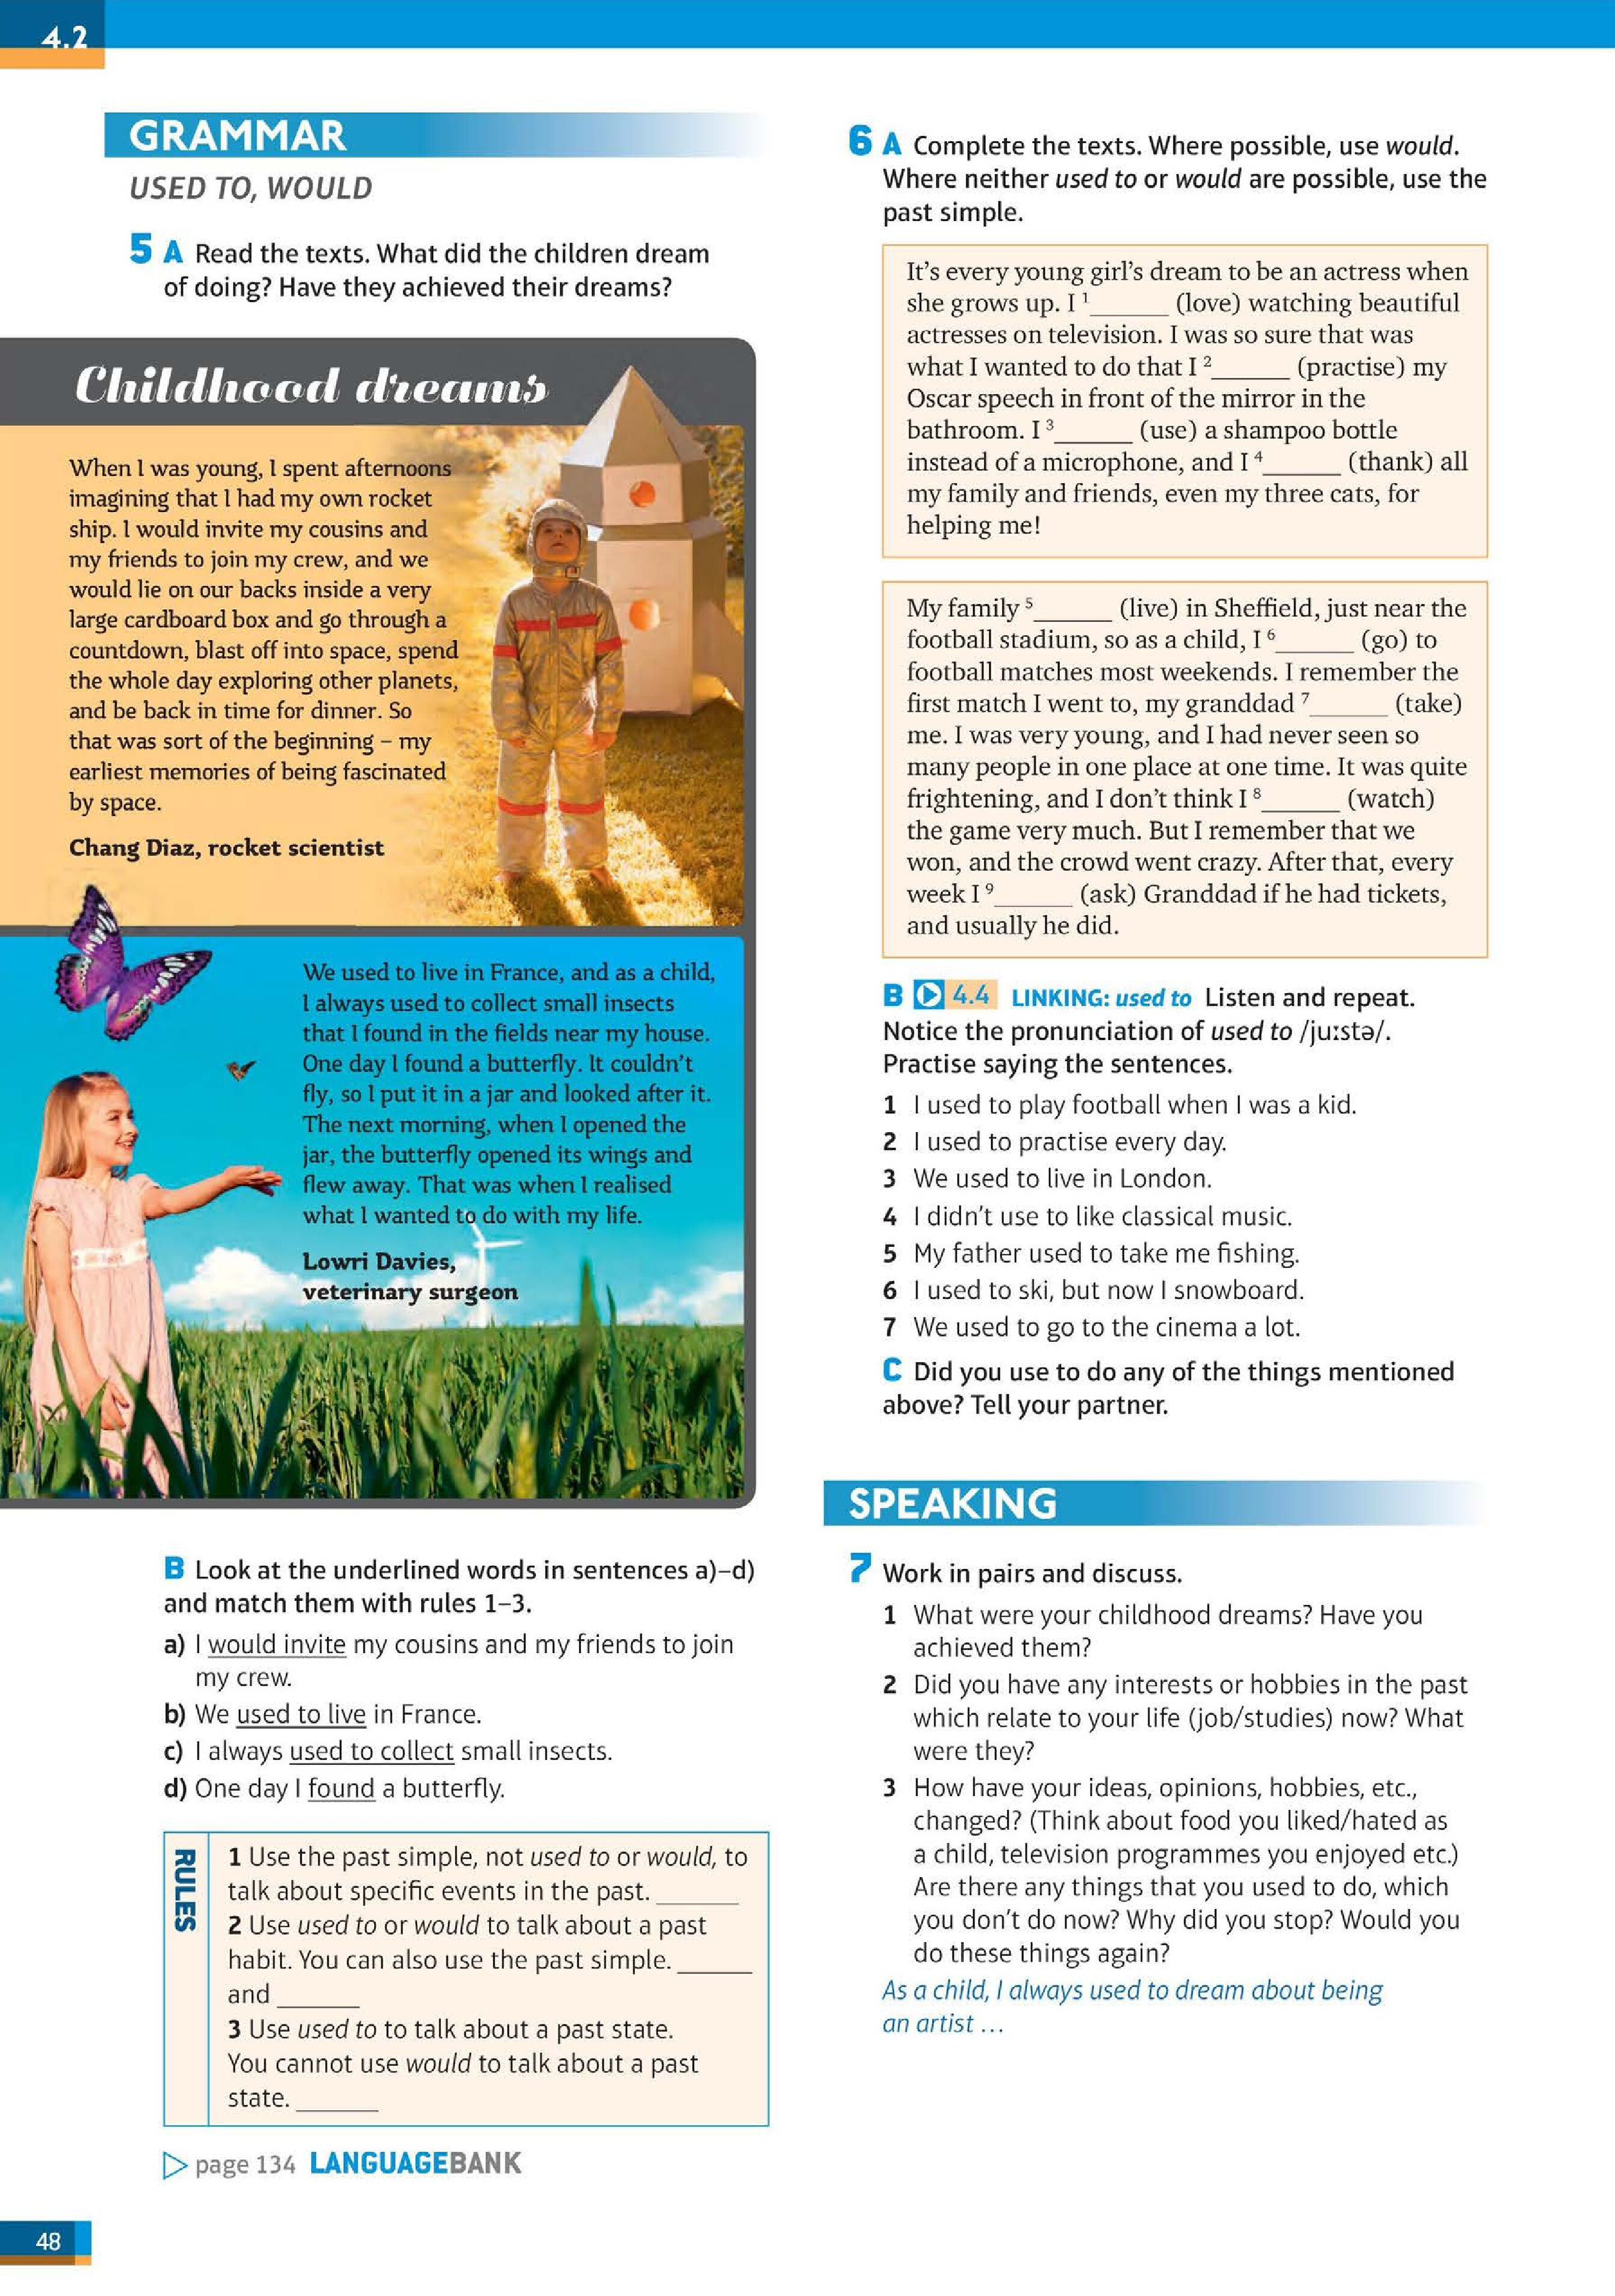 4.2
GRAMMAR
USED TO, WOULD
5 A Read the texts. What did the children dream
of doing? Have they achieved their dreams?
Childhood dreams
When I was young, I spent afternoons
imagining that I had my own rocket
ship. I would invite my cousins and
my friends to join my crew, and we
would lie on our backs inside a very
large cardboard box and go through a
countdown, blast off into space, spend
the whole day exploring other planets,
and be back in time for dinner. So
that was sort of the beginning – my
earliest memories of being fascinated
by space.
Chang Diaz, rocket scientist
We used to live in France, and as a child,
I always used to collect small insects
that I found in the fields near my house.
One day I found a butterfly. It couldn't
fly, so I put it in a jar and looked after it.
The next morning, when I opened the
jar, the butterfly opened its wings and
flew away. That was when I realised
what I wanted to do with my life.
Lowri Davies,
veterinary surgeon
B Look at the underlined words in sentences a)–d)
and match them with rules 1–3.
a) I would invite my cousins and my friends to join
my crew.
b) We used to live in France.
c) I always used to collect small insects.
d) One day I found a butterfly.
RULES
1 Use the past simple, not used to or would, to
talk about specific events in the past. ______
2 Use used to or would to talk about a past
habit. You can also use the past simple. ______
and ______
3 Use used to to talk about a past state.
You cannot use would to talk about a past
state. ______
page 134 LANGUAGEBANK
48
6 A Complete the texts. Where possible, use would.
Where neither used to or would are possible, use the
past simple.
It's every young girl's dream to be an actress when
she grows up. I 1______ (love) watching beautiful
actresses on television. I was so sure that was
what I wanted to do that I 2______ (practise) my
Oscar speech in front of the mirror in the
bathroom. I 3______ (use) a shampoo bottle
instead of a microphone, and I 4______ (thank) all
my family and friends, even my three cats, for
helping me!
My family 5______ (live) in Sheffield, just near the
football stadium, so as a child, I 6______ (go) to
football matches most weekends. I remember the
first match I went to, my granddad 7______ (take)
me. I was very young, and I had never seen so
many people in one place at one time. It was quite
frightening, and I don't think I 8______ (watch)
the game very much. But I remember that we
won, and the crowd went crazy. After that, every
week I 9______ (ask) Granddad if he had tickets,
and usually he did.
B 4.4 LINKING: used to Listen and repeat.
Notice the pronunciation of used to /juːstə/.
Practise saying the sentences.
1 I used to play football when I was a kid.
2 I used to practise every day.
3 We used to live in London.
4 I didn't use to like classical music.
5 My father used to take me fishing.
6 I used to ski, but now I snowboard.
7 We used to go to the cinema a lot.
C Did you use to do any of the things mentioned
above? Tell your partner.
SPEAKING
7 Work in pairs and discuss.
1 What were your childhood dreams? Have you
achieved them?
2 Did you have any interests or hobbies in the past
which relate to your life (job/studies) now? What
were they?
3 How have your ideas, opinions, hobbies, etc.,
changed? (Think about food you liked/hated as
a child, television programmes you enjoyed etc.)
Are there any things that you used to do, which
you don't do now? Why did you stop? Would you
do these things again?
As a child, I always used to dream about being
an artist ...